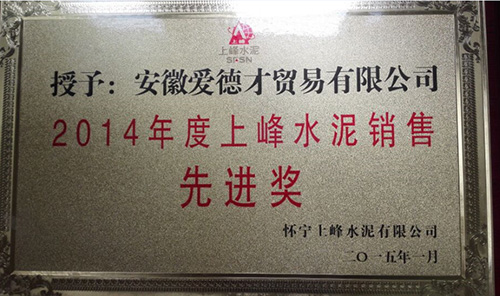 上峰水泥
SFSN
授予：安徽爱德才贸易有限公司
2014年度上峰水泥销售
先进奖
怀宁上峰水泥有限公司
二〇一五年一月